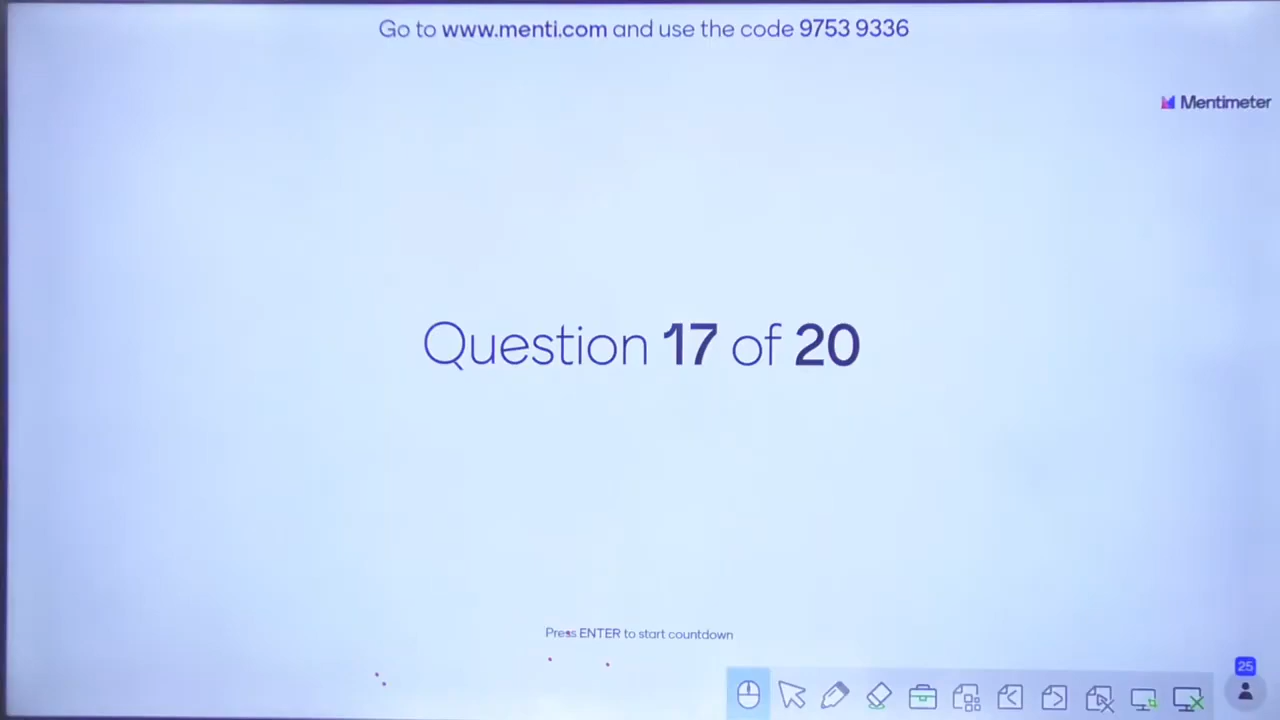 Go to www.menti.com and use the code 9753 9336
Mentimeter
Question 17 of 20
Press ENTER to start countdown
25